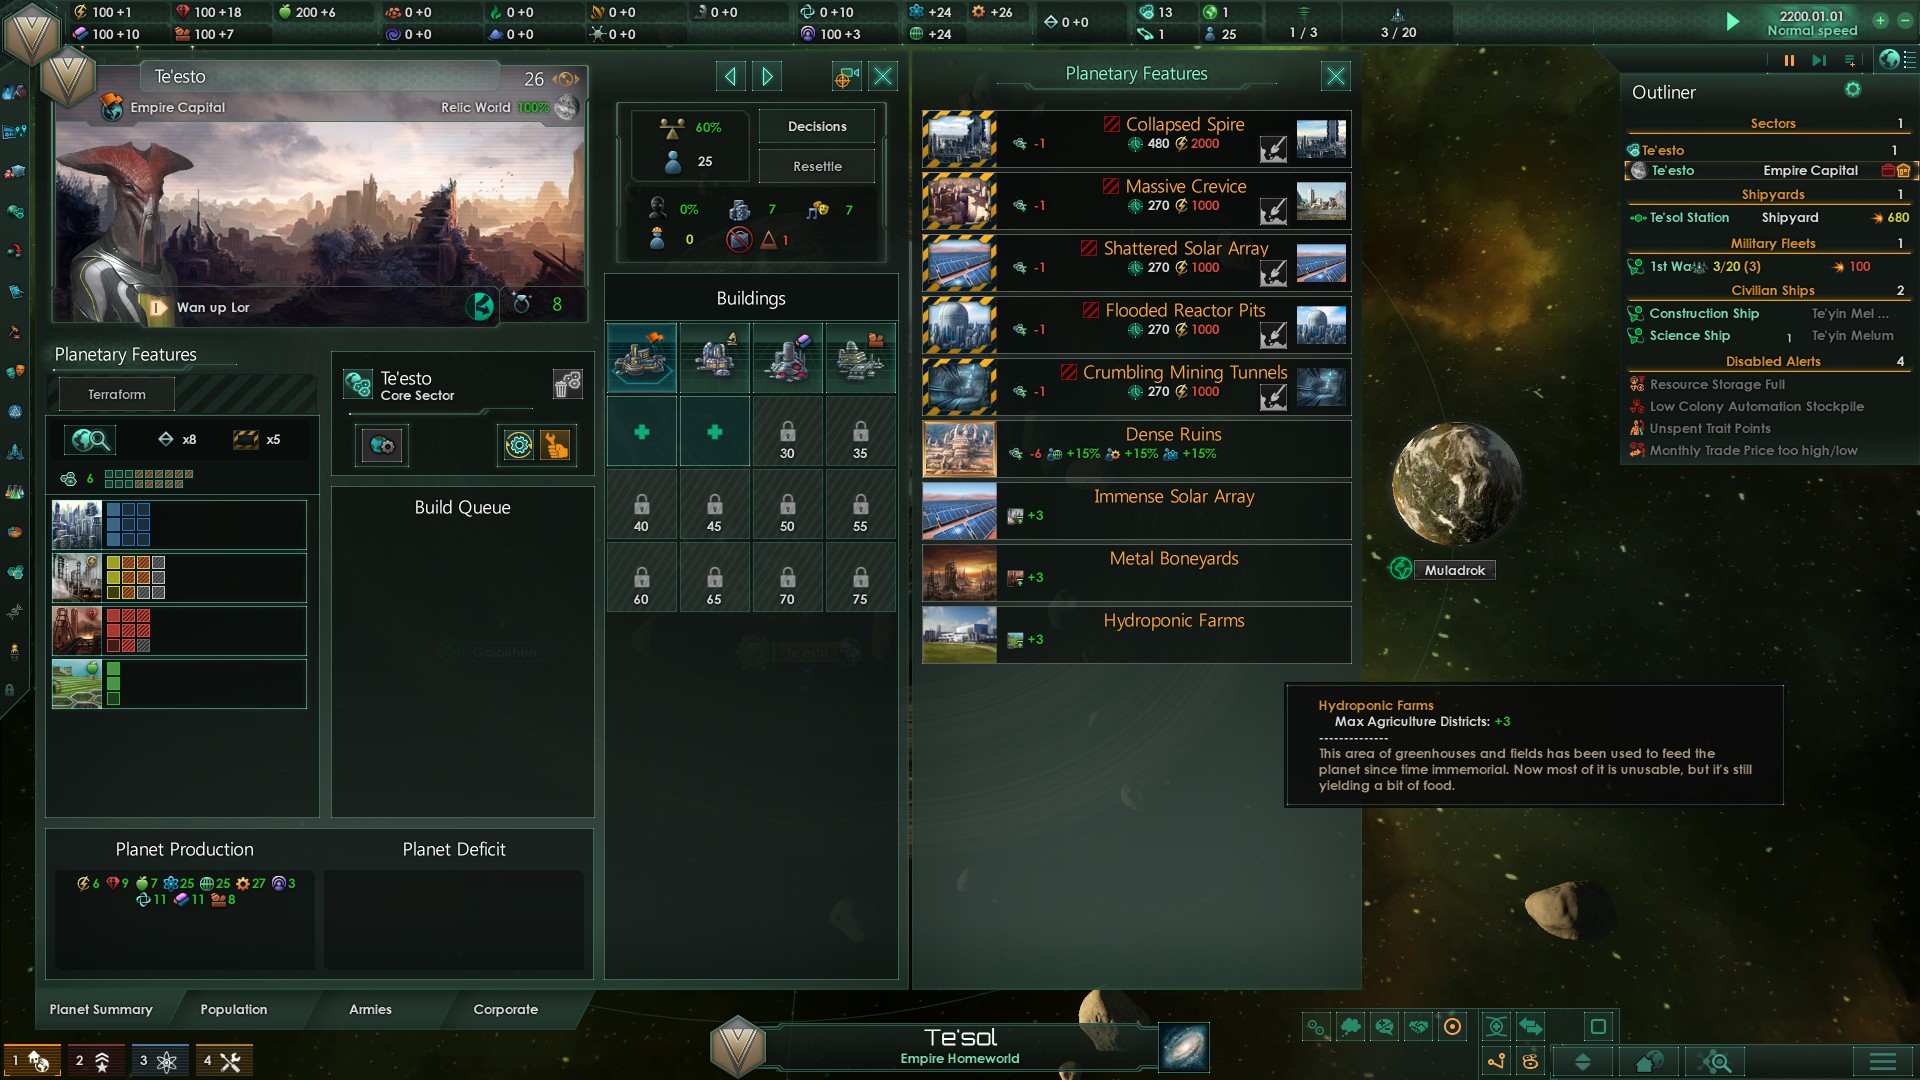 100 +1
100 +18
200 +6
0 +0
0 +0
0 +0
0 +0
0 +10
+24
+26
0 +0
13
1
2200.01.01
100 +10
100 +7
0 +0
0 +0
0 +0
100 +3
+24
1
25
1 / 3
3 / 20
Normal speed
Te'esto
26
Empire Capital
Relic World 100%
Wan up Lor
8
Planetary Features
Terraform
x8
x5
6
Te'esto
Core Sector
Build Queue
Planet Production
6 9 7 25 25 27 3
11 11 8
Planet Deficit
Planet Summary
Population
Armies
Corporate
60%
25
Decisions
Resettle
0%
7
7
0
1
Buildings
30
35
40
45
50
55
60
65
70
75
Planetary Features
Collapsed Spire
-1
480 2000
Massive Crevice
-1
270 1000
Shattered Solar Array
-1
270 1000
Flooded Reactor Pits
-1
270 1000
Crumbling Mining Tunnels
-1
270 1000
Dense Ruins
-6 +15% +15% +15%
Immense Solar Array
+3
Metal Boneyards
+3
Hydroponic Farms
+3
Hydroponic Farms
Max Agriculture Districts: +3
--------------
This area of greenhouses and fields has been used to feed the
planet since time immemorial. Now most of it is unusable, but it's still
yielding a bit of food.
Muladrok
Outliner
Sectors 1
Te'esto 1
Te'esto Empire Capital
Shipyards 1
Te'sol Station Shipyard 680
Military Fleets 1
1st Wa 3/20 (3) 100
Civilian Ships 2
Construction Ship Te'yin Mel ...
Science Ship 1 Te'yin Melum
Disabled Alerts 4
Resource Storage Full
Low Colony Automation Stockpile
Unspent Trait Points
Monthly Trade Price too high/low
Galakhun
Te'esto
Te'sol
Empire Homeworld
1
2
3
4